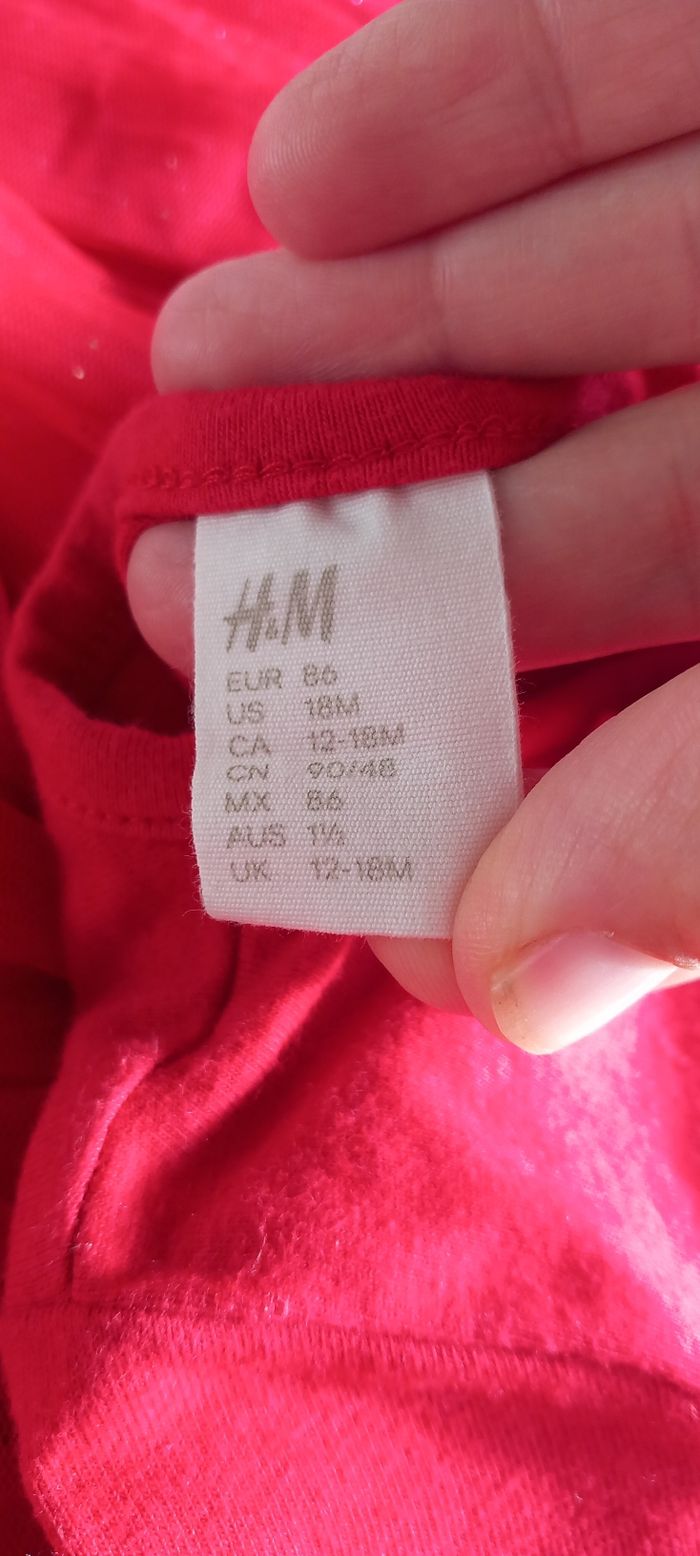 H&M
EUR 86
US 18M
CA 12-18M
CN 90/48
MX 86
AUS 1½
UK 12-18M